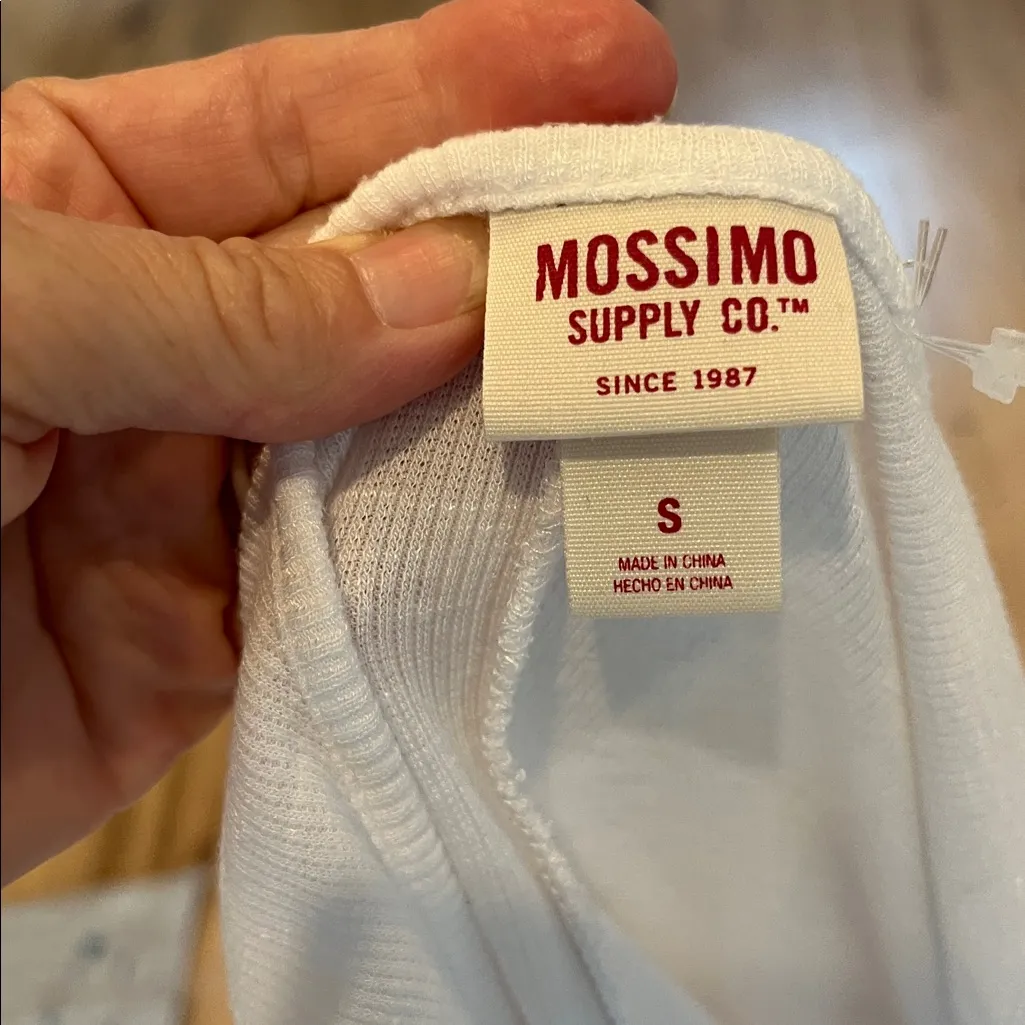 MOSSIMO
SUPPLY CO.™
SINCE 1987
S
MADE IN CHINA
HECHO EN CHINA